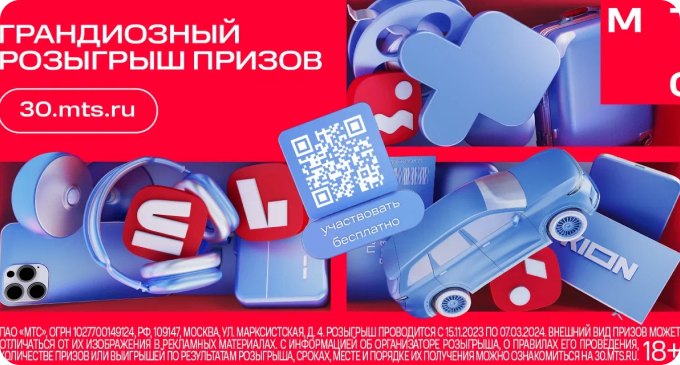 ГРАНДИОЗНЫЙ
РОЗЫГРЫШ ПРИЗОВ
30.mts.ru
М Т
С
участвовать
бесплатно
KION
ПАО «МТС», ОГРН 1027700149124, РФ, 109147, МОСКВА, УЛ. МАРКСИСТСКАЯ, Д. 4. РОЗЫГРЫШ ПРОВОДИТСЯ С 15.11.2023 ПО 07.03.2024. ВНЕШНИЙ ВИД ПРИЗОВ МОЖЕТ
ОТЛИЧАТЬСЯ ОТ ИХ ИЗОБРАЖЕНИЯ В РЕКЛАМНЫХ МАТЕРИАЛАХ. С ИНФОРМАЦИЕЙ ОБ ОРГАНИЗАТОРЕ РОЗЫГРЫША, О ПРАВИЛАХ ЕГО ПРОВЕДЕНИЯ,
КОЛИЧЕСТВЕ ПРИЗОВ ИЛИ ВЫИГРЫШЕЙ ПО РЕЗУЛЬТАТАМ РОЗЫГРЫША, СРОКАХ, МЕСТЕ И ПОРЯДКЕ ИХ ПОЛУЧЕНИЯ МОЖНО ОЗНАКОМИТЬСЯ НА 30.MTS.RU.
18+